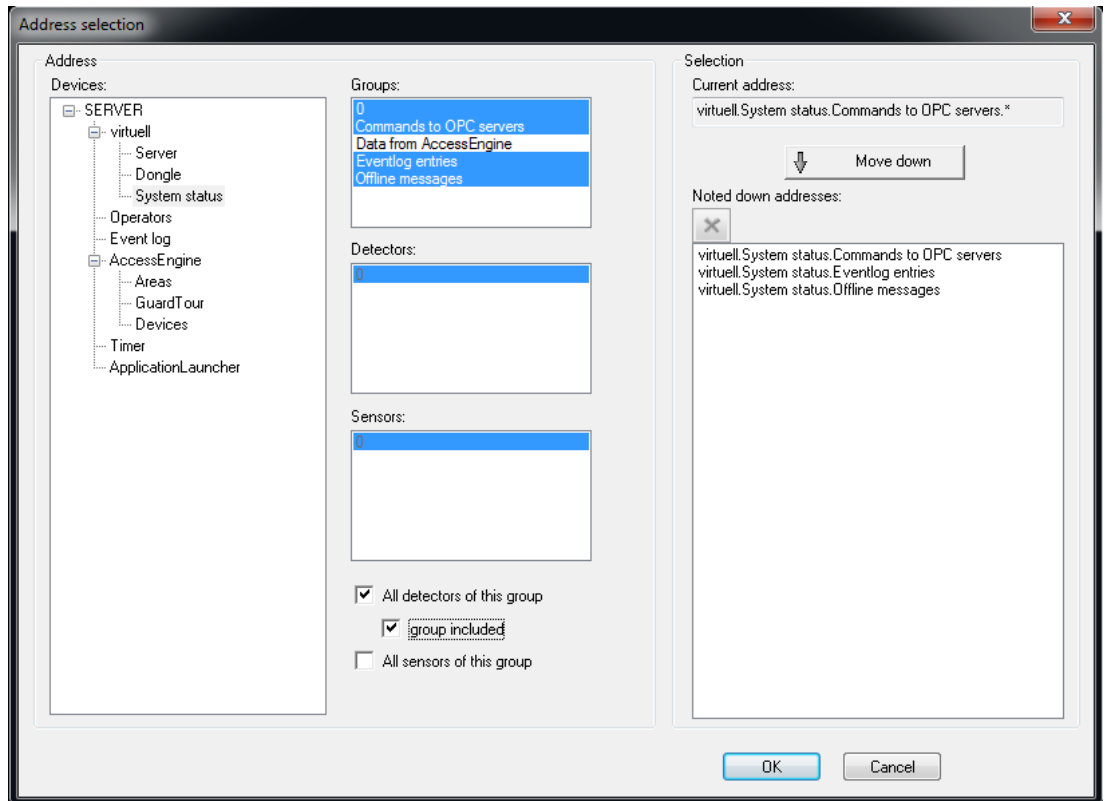 Address selection
Address
Devices:
SERVER
virtuell
Server
Dongle
System status
Operators
Event log
AccessEngine
Areas
GuardTour
Devices
Timer
ApplicationLauncher
Groups:
0
Commands to OPC servers
Data from AccessEngine
Eventlog entries
Offline messages
Detectors:
0
Sensors:
0
All detectors of this group
group included
All sensors of this group
Selection
Current address:
virtuell.System status.Commands to OPC servers.*
Move down
Noted down addresses:
virtuell.System status.Commands to OPC servers
virtuell.System status.Eventlog entries
virtuell.System status.Offline messages
OK
Cancel